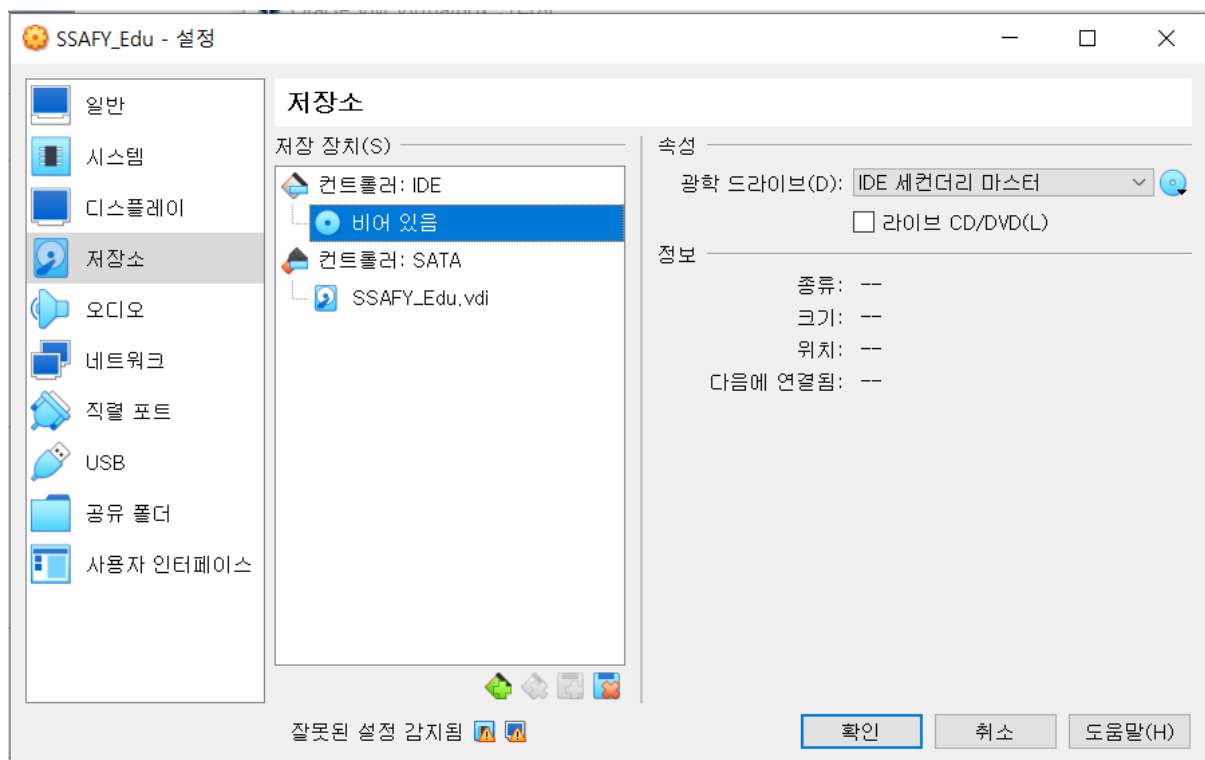 SSAFY_Edu - 설정
일반
시스템
디스플레이
저장소
오디오
네트워크
직렬 포트
USB
공유 폴더
사용자 인터페이스
저장소
저장 장치(S)
컨트롤러: IDE
비어 있음
컨트롤러: SATA
SSAFY_Edu.vdi
속성
광학 드라이브(D): IDE 세컨더리 마스터
라이브 CD/DVD(L)
정보
종류: --
크기: --
위치: --
다음에 연결됨: --
잘못된 설정 감지됨
확인
취소
도움말(H)